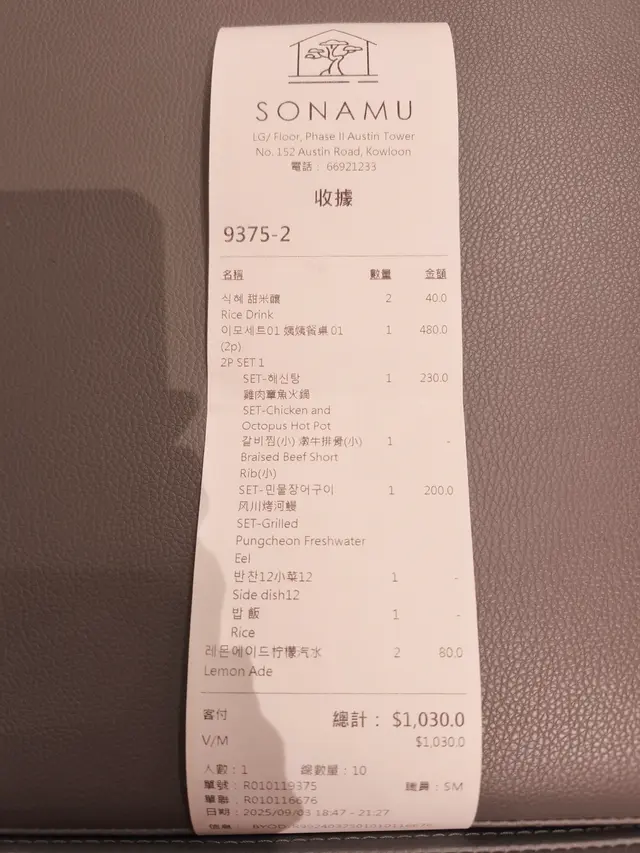 SONAMU
LG/ Floor, Phase II Austin Tower
No. 152 Austin Road, Kowloon
電話： 66921233
收據
9375-2
名稱 數量 金額
식혜 甜米釀 2 40.0
Rice Drink
이모세트01 姨姨餐桌 01 1 480.0
(2p)
2P SET 1
SET-해신탕 1 230.0
雞肉章魚火鍋
SET-Chicken and
Octopus Hot Pot
갈비찜(小) 燉牛排骨(小) 1 -
Braised Beef Short
Rib(小)
SET-민물장어구이 1 200.0
风川烤河鰻
SET-Grilled
Pungcheon Freshwater
Eel
반찬12小菜12 1 -
Side dish12
밥 飯 1 -
Rice
레몬에이드柠檬汽水 2 80.0
Lemon Ade
客付 總計： $1,030.0
V/M $1,030.0
人數：1 總數量：10
單號：R010119375 職員：SM
單聯：R010116676
日期：2025/09/03 18:47 - 21:27
信息：